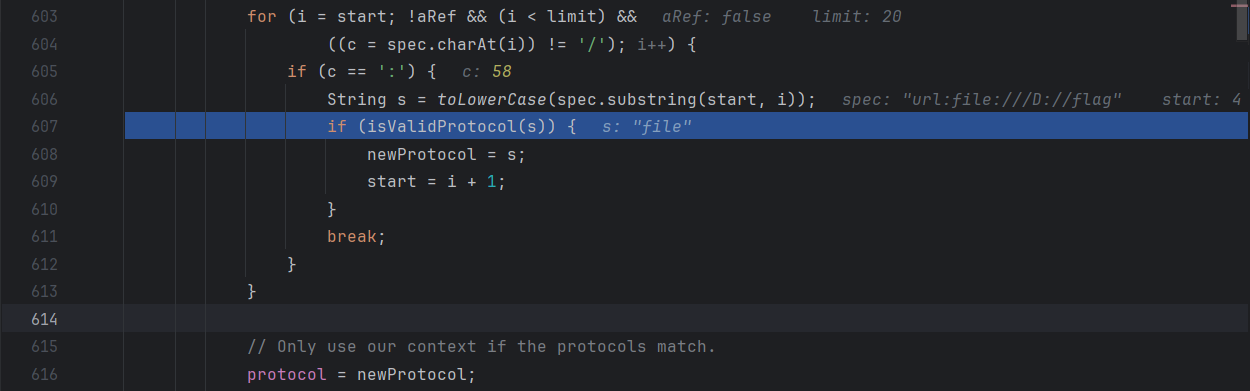 603 for (i = start; !aRef && (i < limit) && aRef: false limit: 20
604 ((c = spec.charAt(i)) != '/'); i++) {
605 if (c == ':') { c: 58
606 String s = toLowerCase(spec.substring(start, i)); spec: "url:file:///D://flag" start: 4
607 if (isValidProtocol(s)) { s: "file"
608 newProtocol = s;
609 start = i + 1;
610 }
611 break;
612 }
613 }
614
615 // Only use our context if the protocols match.
616 protocol = newProtocol;